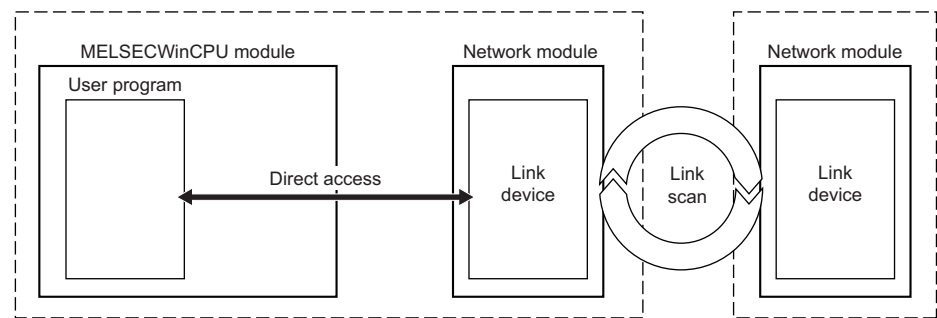 MELSECWinCPU module
Network module
Network module
User program
Direct access
Link
device
Link
scan
Link
device